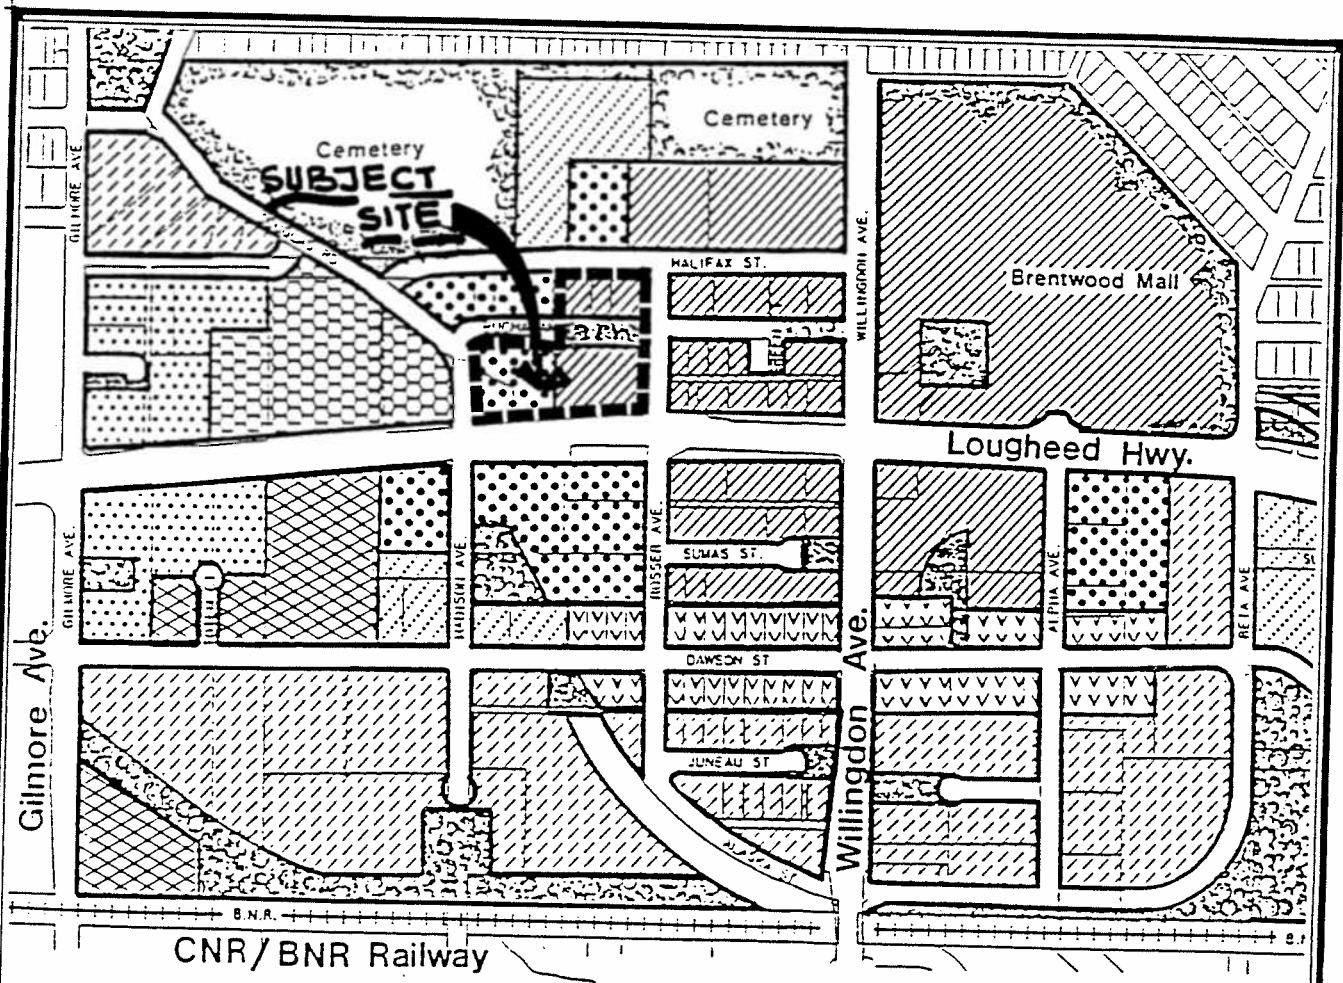 Cemetery
Cemetery
SUBJECT
SITE
GILMORE AVE.
HALIFAX ST.
WILLINGDON AVE.
Brentwood Mall
Lougheed Hwy.
GILMORE AVE.
MADISON AVE.
ROSSER AVE.
SUMAS ST.
ALPHA AVE.
BETA AVE
Gilmore Ave.
DAWSON ST
Willingdon Ave.
JUNEAU ST
B.N.R.
CNR/BNR Railway